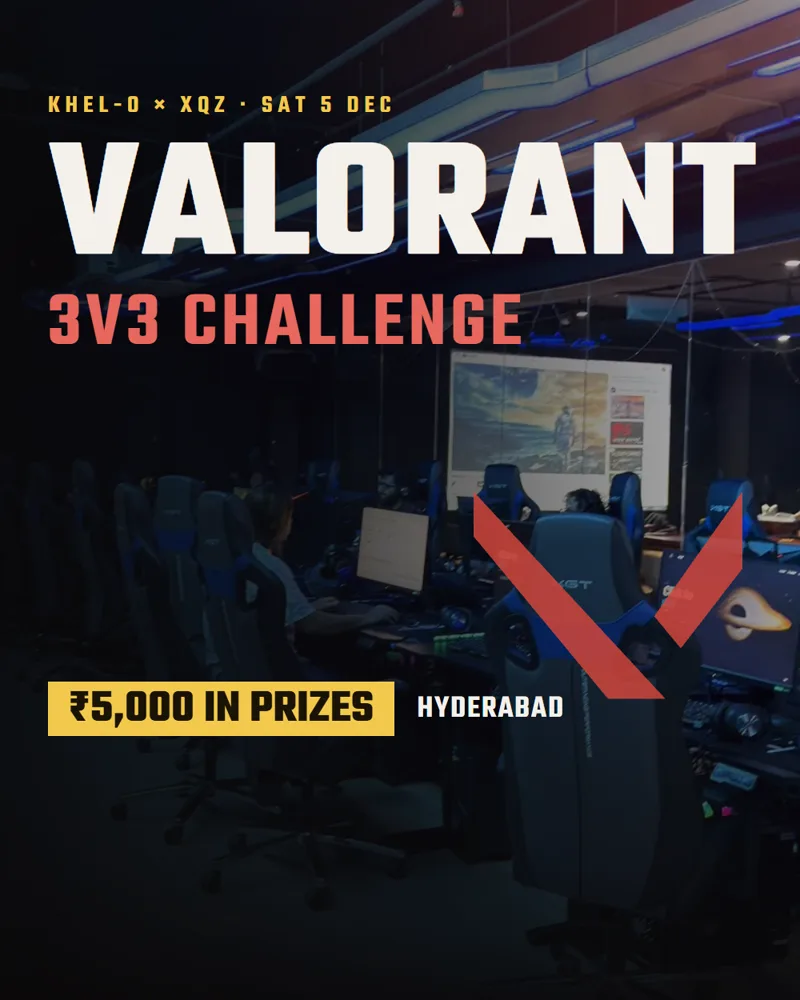 KHEL-O × XQZ · SAT 5 DEC
VALORANT
3V3 CHALLENGE
₹5,000 IN PRIZES
HYDERABAD